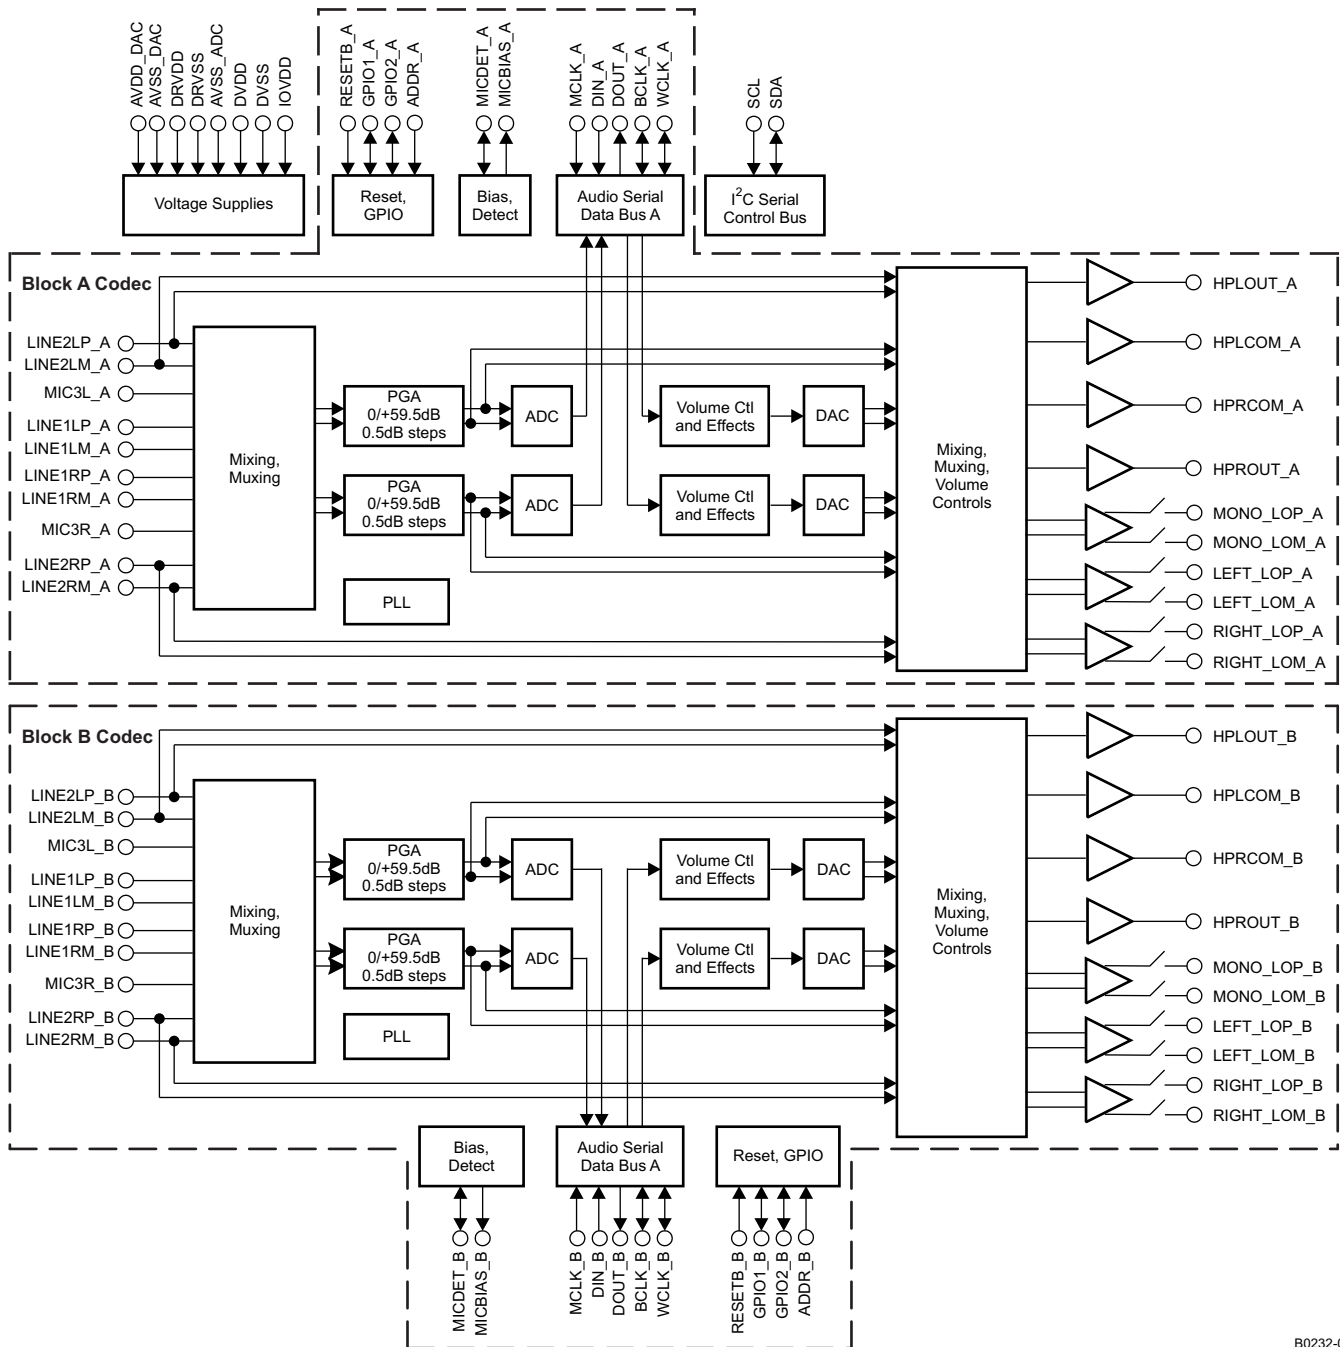 AVDD_DAC
AVSS_DAC
DRVDD
DRVSS
AVSS_ADC
DVDD
DVSS
IOVDD
RESETB_A
GPIO1_A
GPIO2_A
ADDR_A
MICDET_A
MICBIAS_A
MCLK_A
DIN_A
DOUT_A
BCLK_A
WCLK_A
SCL
SDA
Voltage Supplies
Reset,
GPIO
Bias,
Detect
Audio Serial
Data Bus A
I2C Serial
Control Bus
Block A Codec
LINE2LP_A
LINE2LM_A
MIC3L_A
LINE1LP_A
LINE1LM_A
LINE1RP_A
LINE1RM_A
MIC3R_A
LINE2RP_A
LINE2RM_A
Mixing,
Muxing
PGA
0/+59.5dB
0.5dB steps
ADC
Volume Ctl
and Effects
DAC
PGA
0/+59.5dB
0.5dB steps
ADC
Volume Ctl
and Effects
DAC
PLL
Mixing,
Muxing,
Volume
Controls
HPLOUT_A
HPLCOM_A
HPRCOM_A
HPROUT_A
MONO_LOP_A
MONO_LOM_A
LEFT_LOP_A
LEFT_LOM_A
RIGHT_LOP_A
RIGHT_LOM_A
Block B Codec
LINE2LP_B
LINE2LM_B
MIC3L_B
LINE1LP_B
LINE1LM_B
LINE1RP_B
LINE1RM_B
MIC3R_B
LINE2RP_B
LINE2RM_B
Mixing,
Muxing
PGA
0/+59.5dB
0.5dB steps
ADC
Volume Ctl
and Effects
DAC
PGA
0/+59.5dB
0.5dB steps
ADC
Volume Ctl
and Effects
DAC
PLL
Mixing,
Muxing,
Volume
Controls
HPLOUT_B
HPLCOM_B
HPRCOM_B
HPROUT_B
MONO_LOP_B
MONO_LOM_B
LEFT_LOP_B
LEFT_LOM_B
RIGHT_LOP_B
RIGHT_LOM_B
Bias,
Detect
Audio Serial
Data Bus A
Reset, GPIO
MICDET_B
MICBIAS_B
MCLK_B
DIN_B
DOUT_B
BCLK_B
WCLK_B
RESETB_B
GPIO1_B
GPIO2_B
ADDR_B